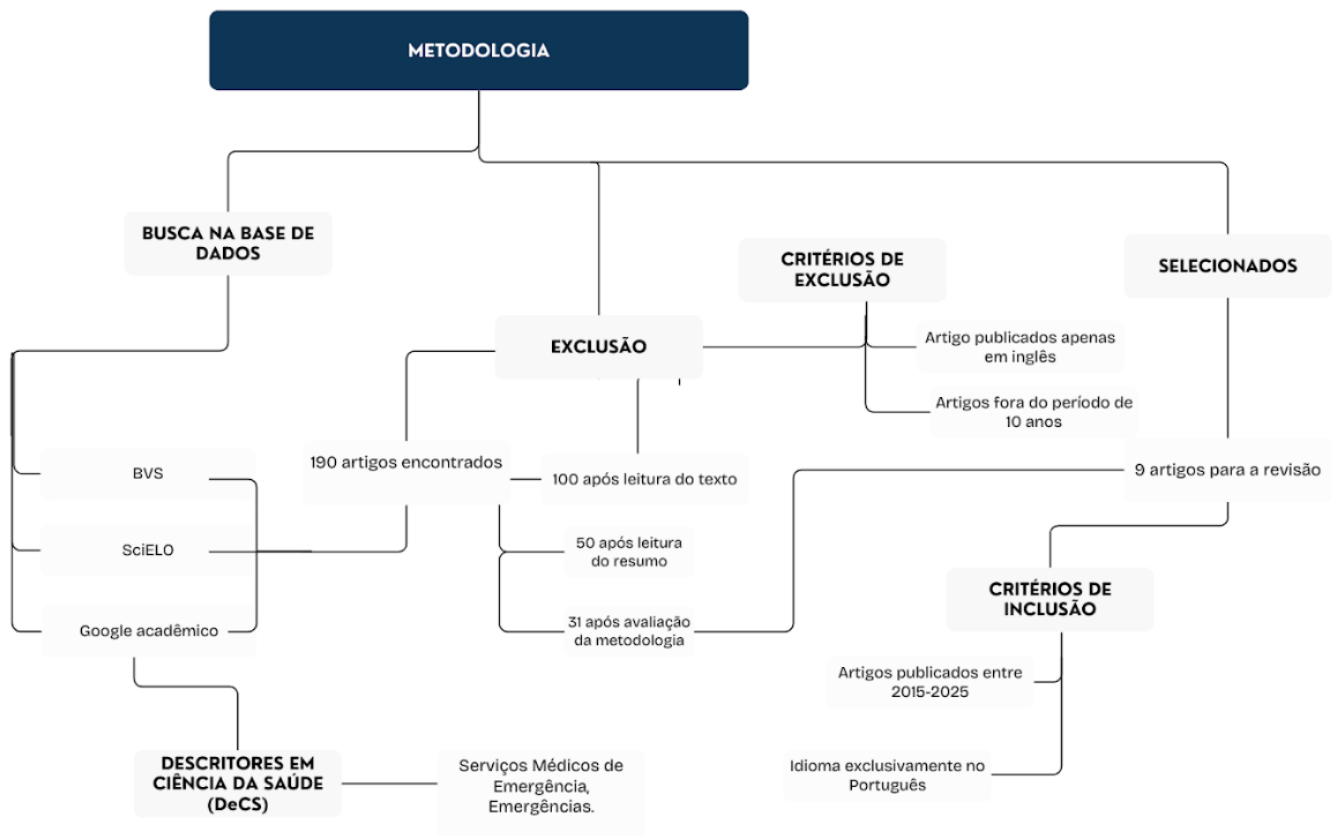 METODOLOGIA
BUSCA NA BASE DE
DADOS
BVS
SciELO
Google acadêmico
DESCRITORES EM
CIÊNCIA DA SAÚDE
(DeCS)
Serviços Médicos de
Emergência,
Emergências.
EXCLUSÃO
190 artigos encontrados
100 após leitura do texto
50 após leitura
do resumo
31 após avaliação
da metodologia
CRITÉRIOS DE
EXCLUSÃO
Artigo publicados apenas
em inglês
Artigos fora do período de
10 anos
SELECIONADOS
9 artigos para a revisão
CRITÉRIOS DE
INCLUSÃO
Artigos publicados entre
2015-2025
Idioma exclusivamente no
Português